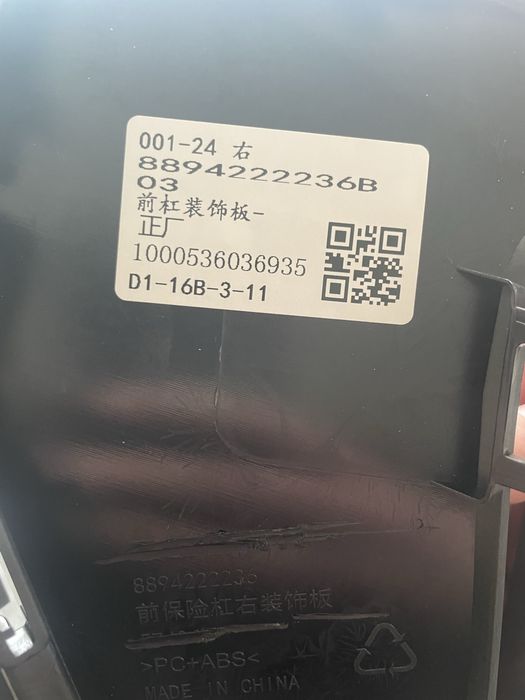 001-24 右
8894222236B
03
前杠装饰板-
正厂
1000536036935
D1-16B-3-11
8894222236
前保险杠右装饰板
>PC+ABS<
MADE IN CHINA